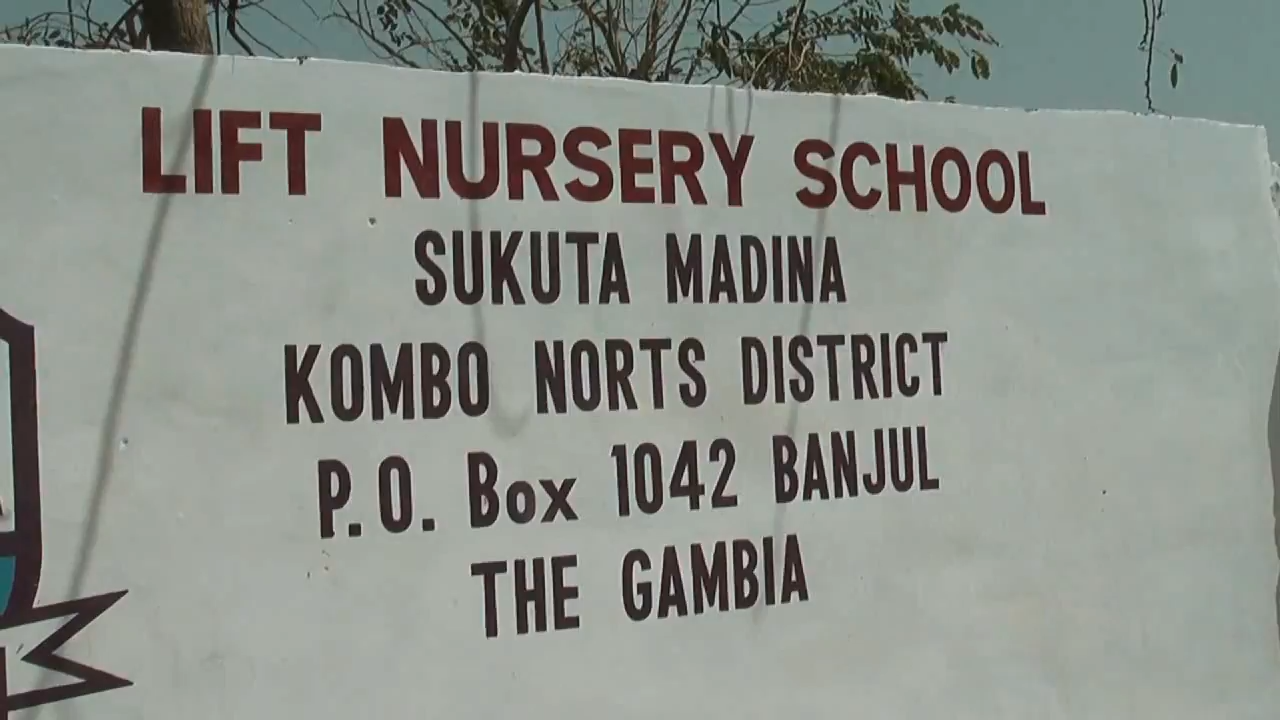 LIFT NURSERY SCHOOL
SUKUTA MADINA
KOMBO NORTS DISTRICT
P.O. Box 1042 BANJUL
THE GAMBIA